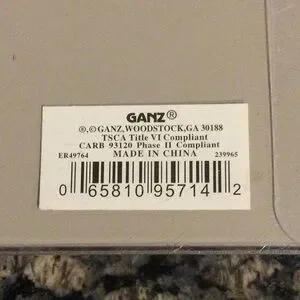 GANZ®
®,©GANZ,WOODSTOCK,GA 30188
TSCA Title VI Compliant
CARB 93120 Phase II Compliant
ER49764 MADE IN CHINA 239965
0 65810 95714 2